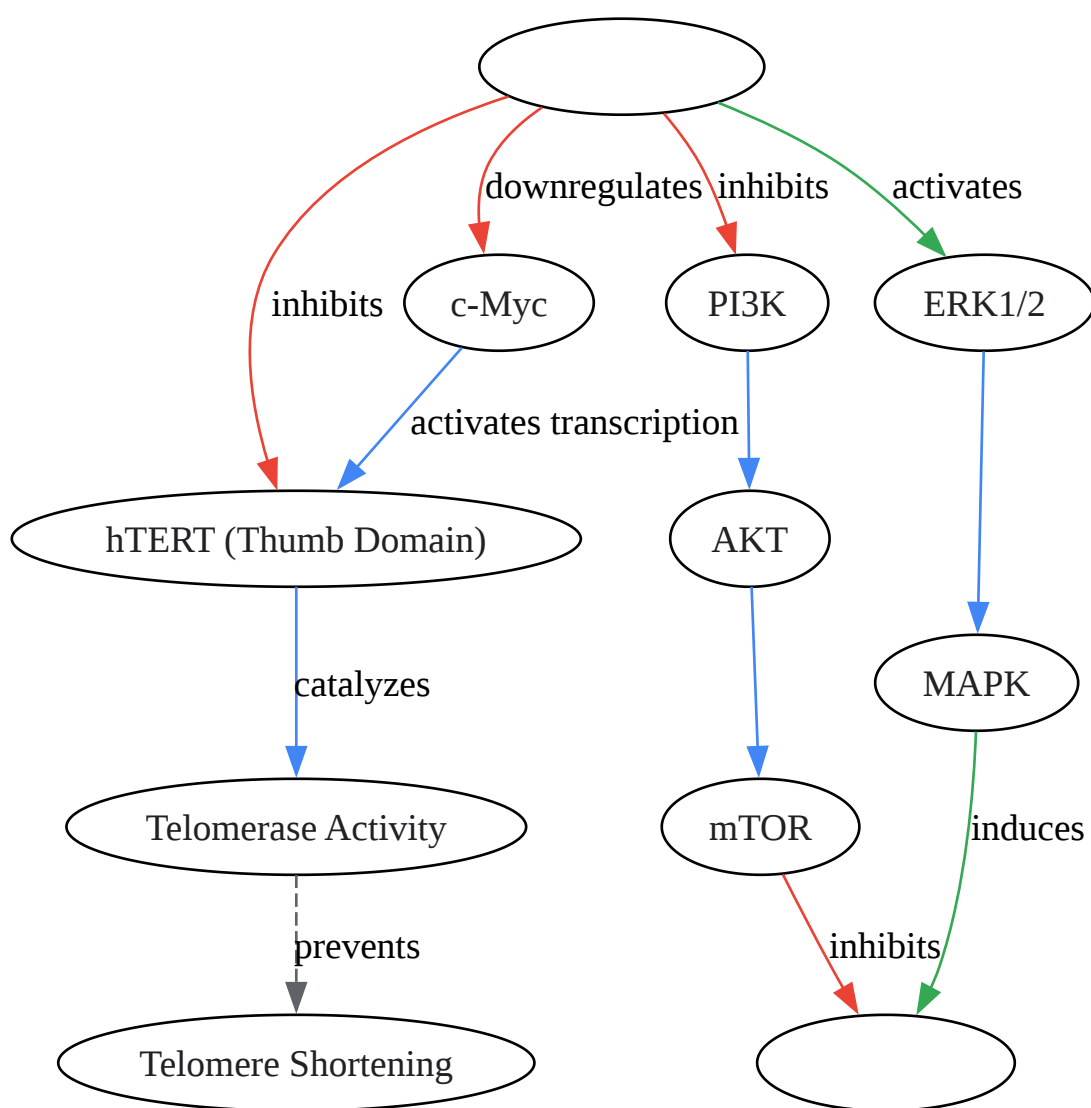 downregulates
inhibits
activates
inhibits
c-Myc
PI3K
ERK1/2
activates transcription
hTERT (Thumb Domain)
AKT
catalyzes
MAPK
Telomerase Activity
mTOR
induces
prevents
inhibits
Telomere Shortening